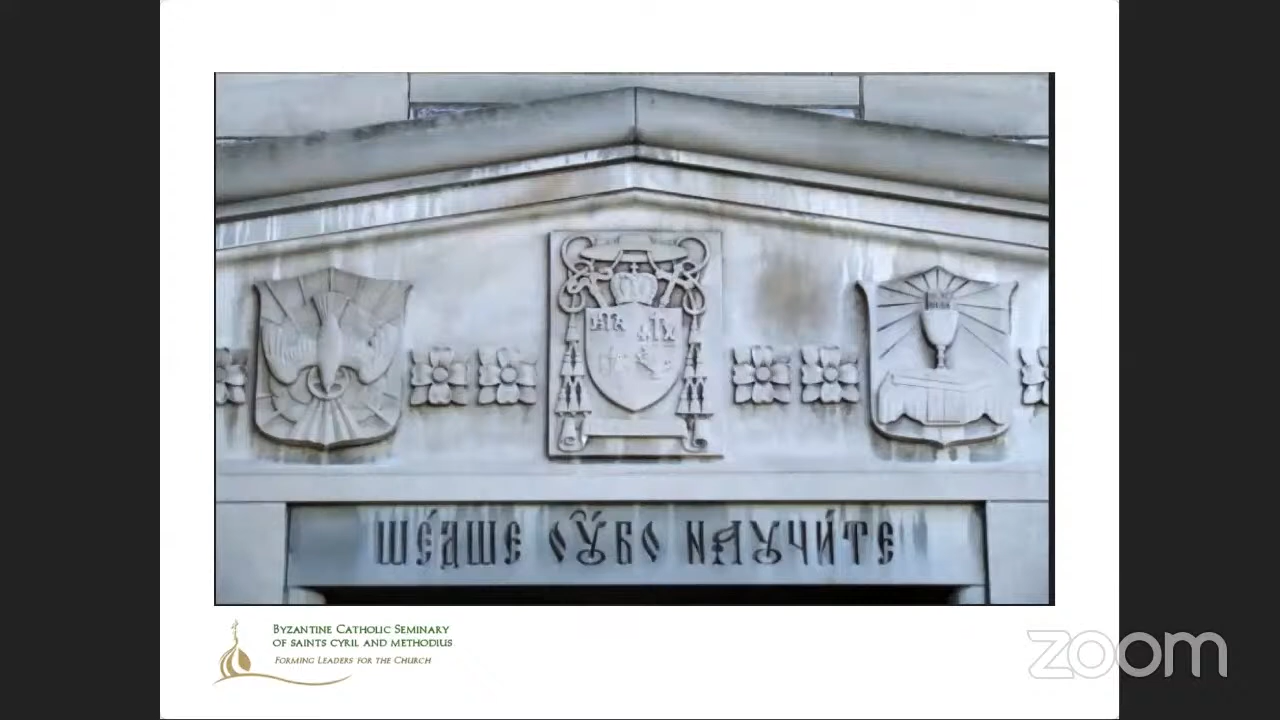 ШЕ́ДШЕ ОУ҆́БО НАꙊЧИ́ТЕ
Byzantine Catholic Seminary
of saints cyril and methodius
Forming Leaders for the Church
zoom